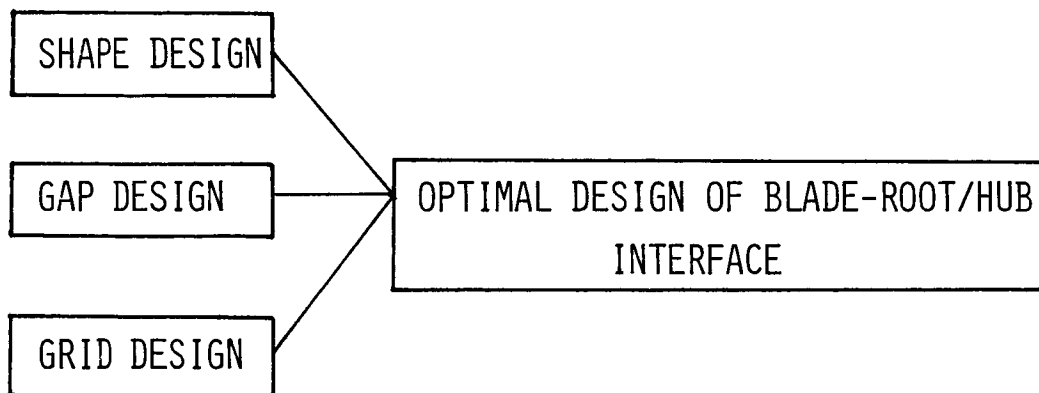 SHAPE DESIGN
GAP DESIGN
GRID DESIGN
OPTIMAL DESIGN OF BLADE-ROOT/HUB
INTERFACE